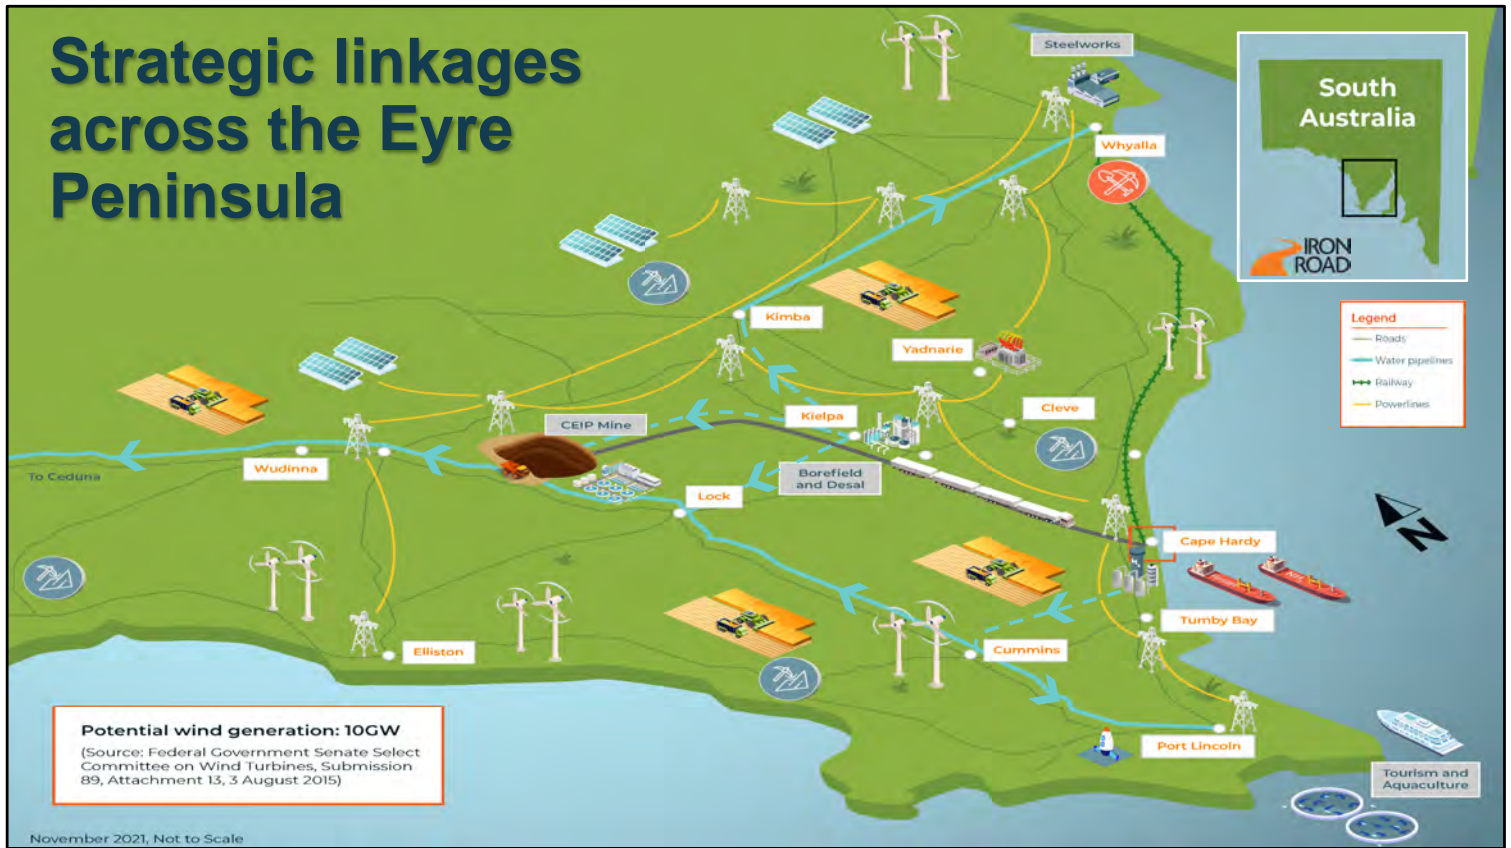 Strategic linkages
across the Eyre
Peninsula
Steelworks
Whyalla
South
Australia
IRON
ROAD
Legend
Roads
Water pipelines
Railway
Powerlines
Kimba
Yadnarie
Cleve
Kielpa
CEIP Mine
Borefield
and Desal
Wudinna
To Ceduna
Lock
Cape Hardy
H₂
Tumby Bay
Elliston
Cummins
Port Lincoln
Tourism and
Aquaculture
N
Potential wind generation: 10GW
(Source: Federal Government Senate Select
Committee on Wind Turbines, Submission
89, Attachment 13, 3 August 2015)
November 2021, Not to Scale